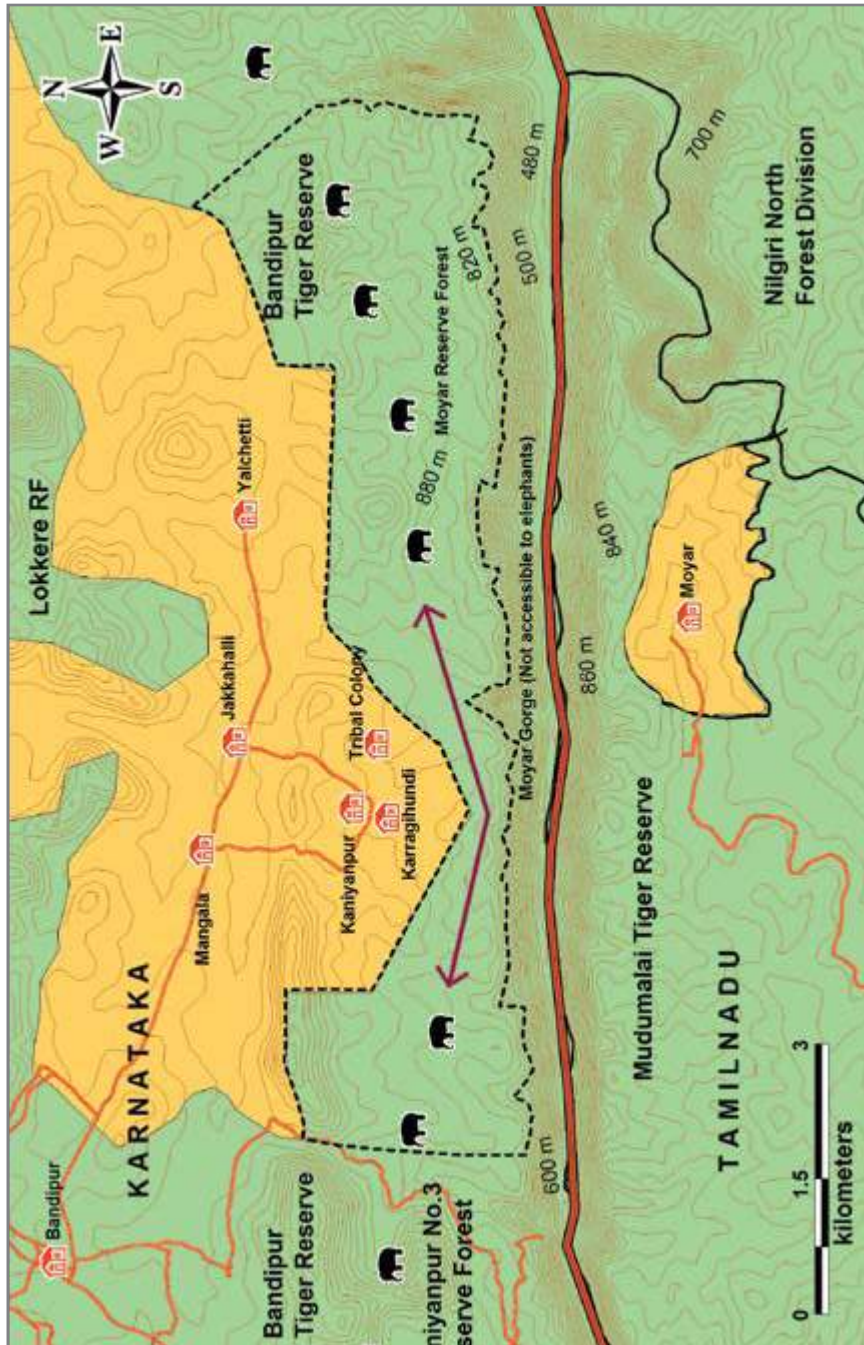 Lokkere RF
N
W E
S
Bandipur
KARNATAKA
Mangala
Jakkahalli
Yalchetti
Bandipur
Tiger Reserve
Kaniyanpur
Karragihundi
Tribal Colony
Bandipur
Tiger Reserve
niyanpur No.3
serve Forest
880 m
Moyar Reserve Forest
820 m
Moyar Gorge (Not accessible to elephants)
500 m
480 m
600 m
860 m
840 m
Mudumalai Tiger Reserve
Moyar
700 m
TAMILNADU
Nilgiri North
Forest Division
0 1.5 3
kilometers